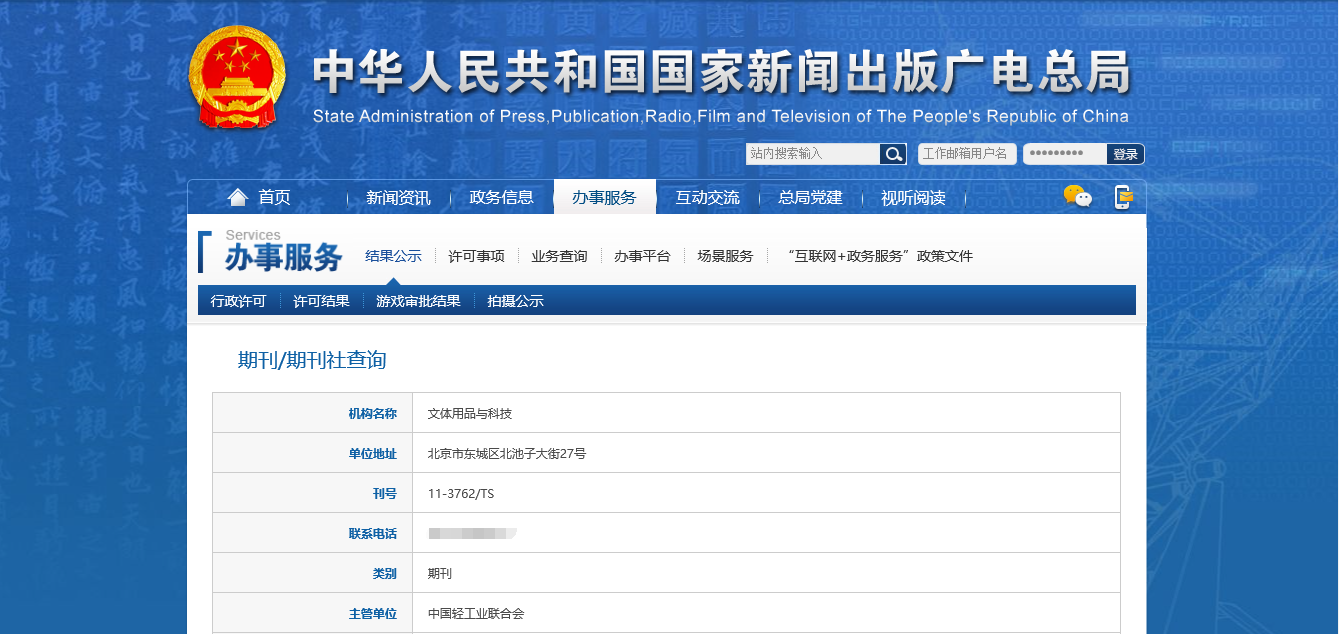 中华人民共和国国家新闻出版广电总局
State Administration of Press,Publication,Radio,Film and Television of The People's Republic of China
站内搜索输入 工作邮箱用户名 ••••••••• 登录
首页 新闻资讯 政务信息 办事服务 互动交流 总局党建 视听阅读
Services
办事服务 结果公示 许可事项 业务查询 办事平台 场景服务 “互联网+政务服务”政策文件
行政许可 许可结果 游戏审批结果 拍摄公示
期刊/期刊社查询
机构名称 文体用品与科技
单位地址 北京市东城区北池子大街27号
刊号 11-3762/TS
联系电话
类别 期刊
主管单位 中国轻工业联合会